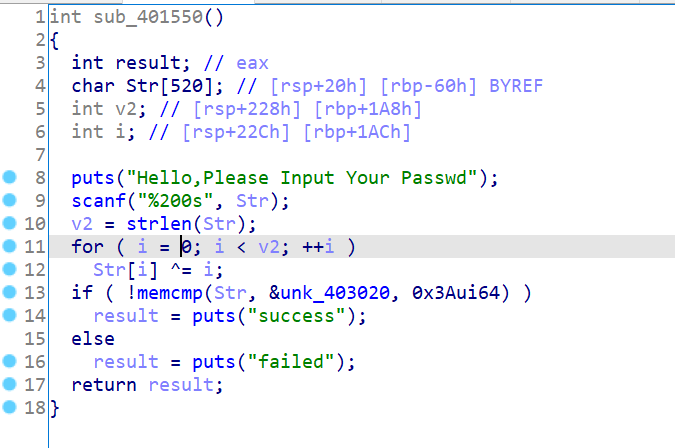 1 int sub_401550()
2 {
3   int result; // eax
4   char Str[520]; // [rsp+20h] [rbp-60h] BYREF
5   int v2; // [rsp+228h] [rbp+1A8h]
6   int i; // [rsp+22Ch] [rbp+1ACh]
7
8   puts("Hello,Please Input Your Passwd");
9   scanf("%200s", Str);
10   v2 = strlen(Str);
11   for ( i = 0; i < v2; ++i )
12     Str[i] ^= i;
13   if ( !memcmp(Str, &unk_403020, 0x3Aui64) )
14     result = puts("success");
15   else
16     result = puts("failed");
17   return result;
18 }